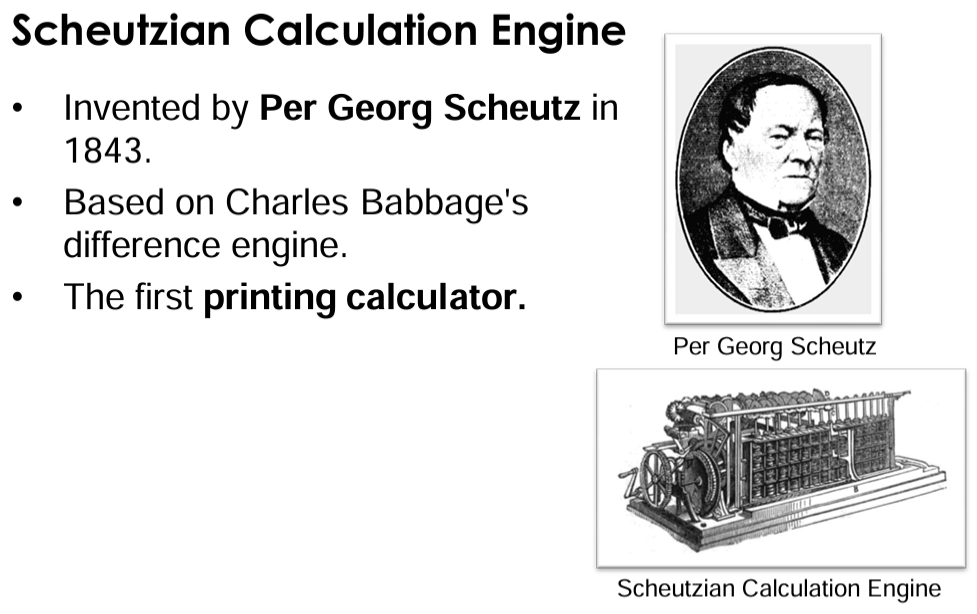 Scheutzian Calculation Engine
• Invented by Per Georg Scheutz in
1843.
• Based on Charles Babbage's
difference engine.
• The first printing calculator.
Per Georg Scheutz
Scheutzian Calculation Engine